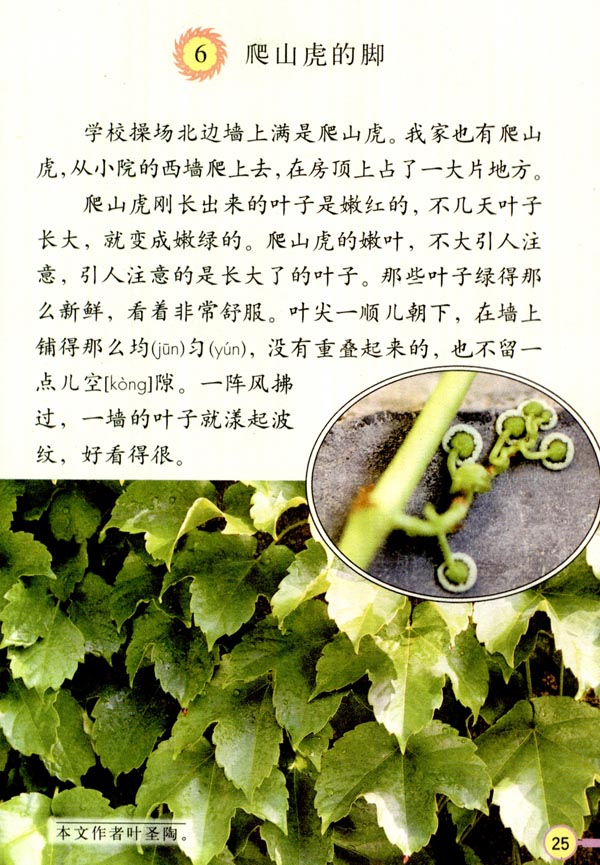 6 爬山虎的脚
学校操场北边墙上满是爬山虎。我家也有爬山
虎，从小院的西墙爬上去，在房顶上占了一大片地方。
爬山虎刚长出来的叶子是嫩红的，不几天叶子
长大，就变成嫩绿的。爬山虎的嫩叶，不大引人注
意，引人注意的是长大了的叶子。那些叶子绿得那
么新鲜，看着非常舒服。叶尖一顺儿朝下，在墙上
铺得那么均(jūn)匀(yún)，没有重叠起来的，也不留一
点儿空[kòng]隙。一阵风拂
过，一墙的叶子就漾起波
纹，好看得很。
本文作者叶圣陶。
25